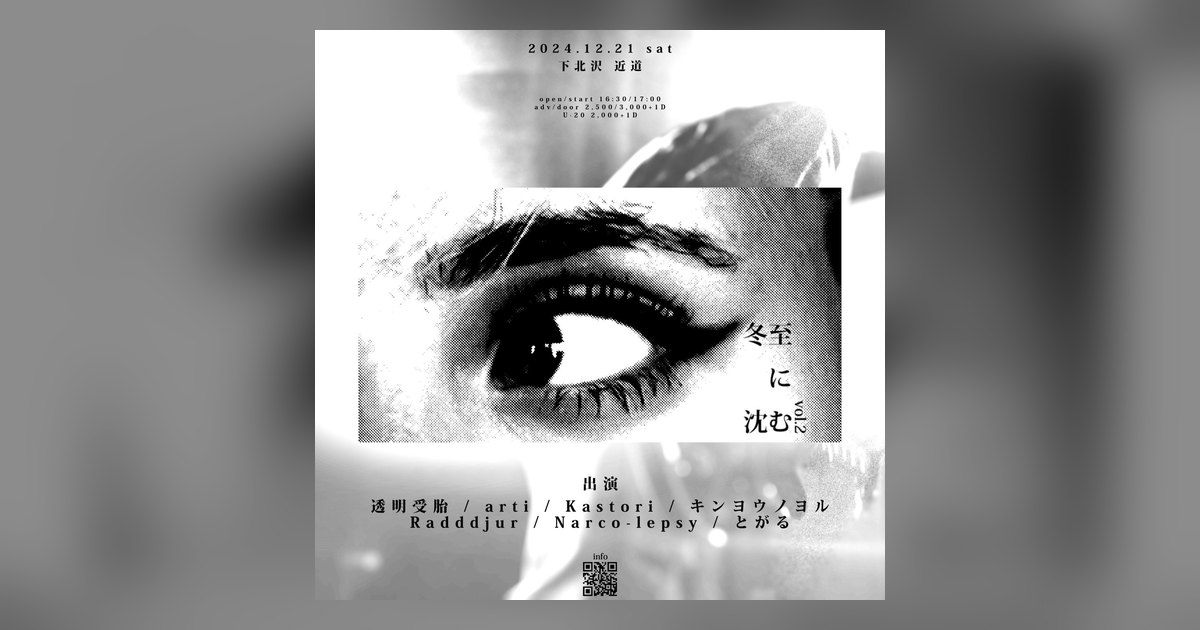 2024.12.21 sat
下北沢 近道
open/start 16:30/17:00
adv/door 2,500/3,000+1D
U-20 2,000+1D
冬至
に
沈む
vol.2
出演
透明受胎 / arti / Kastori / キンヨウノヨル
Radddjur / Narco-lepsy / とがる
info